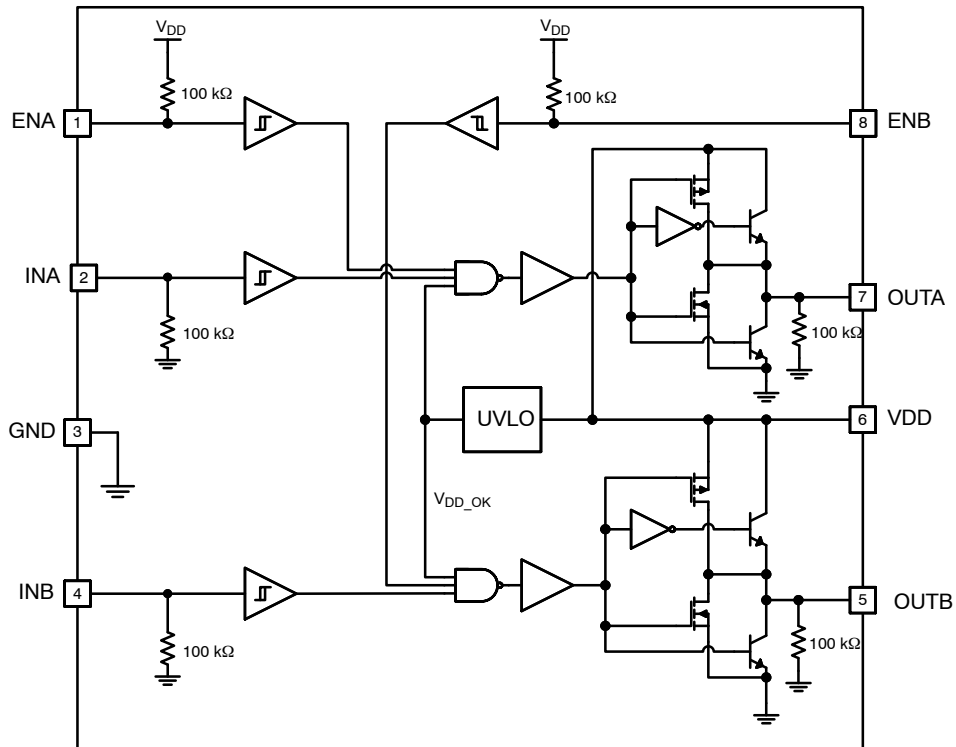 VDD
VDD
100 kΩ
100 kΩ
ENA
1
8
ENB
INA
2
7
OUTA
100 kΩ
100 kΩ
GND
3
UVLO
6
VDD
VDD_OK
INB
4
5
OUTB
100 kΩ
100 kΩ